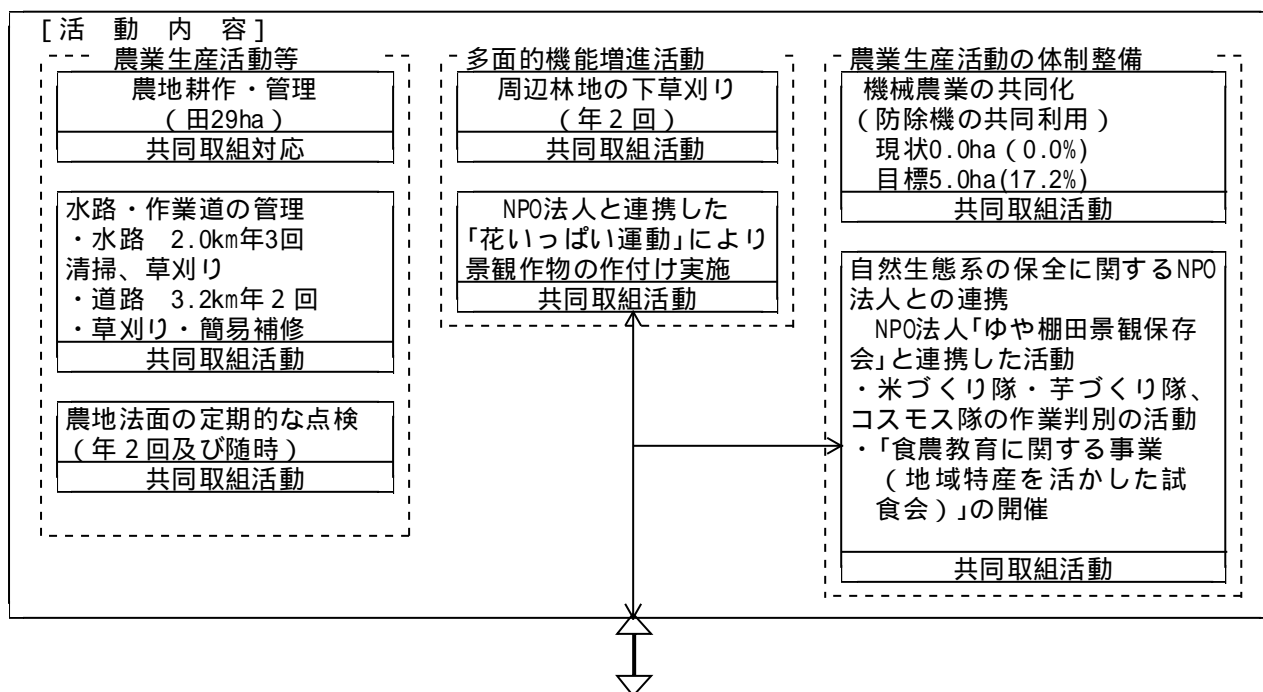 [活 動 内 容]
農業生産活動等
農地耕作・管理
(田29ha)
共同取組対応
水路・作業道の管理
・水路 2.0km年3回
清掃、草刈り
・道路 3.2km年2回
・草刈り・簡易補修
共同取組活動
農地法面の定期的な点検
(年2回及び随時)
共同取組活動
多面的機能増進活動
周辺林地の下草刈り
(年2回)
共同取組活動
NPO法人と連携した
「花いっぱい運動」により
景観作物の作付け実施
共同取組活動
農業生産活動の体制整備
機械農業の共同化
(防除機の共同利用)
現状0.0ha(0.0%)
目標5.0ha(17.2%)
共同取組活動
自然生態系の保全に関するNPO
法人との連携
NPO法人「ゆや棚田景観保存
会」と連携した活動
・米づくり隊・芋づくり隊、
コスモス隊の作業判別の活動
・「食農教育に関する事業
(地域特産を活かした試
食会)」の開催
共同取組活動